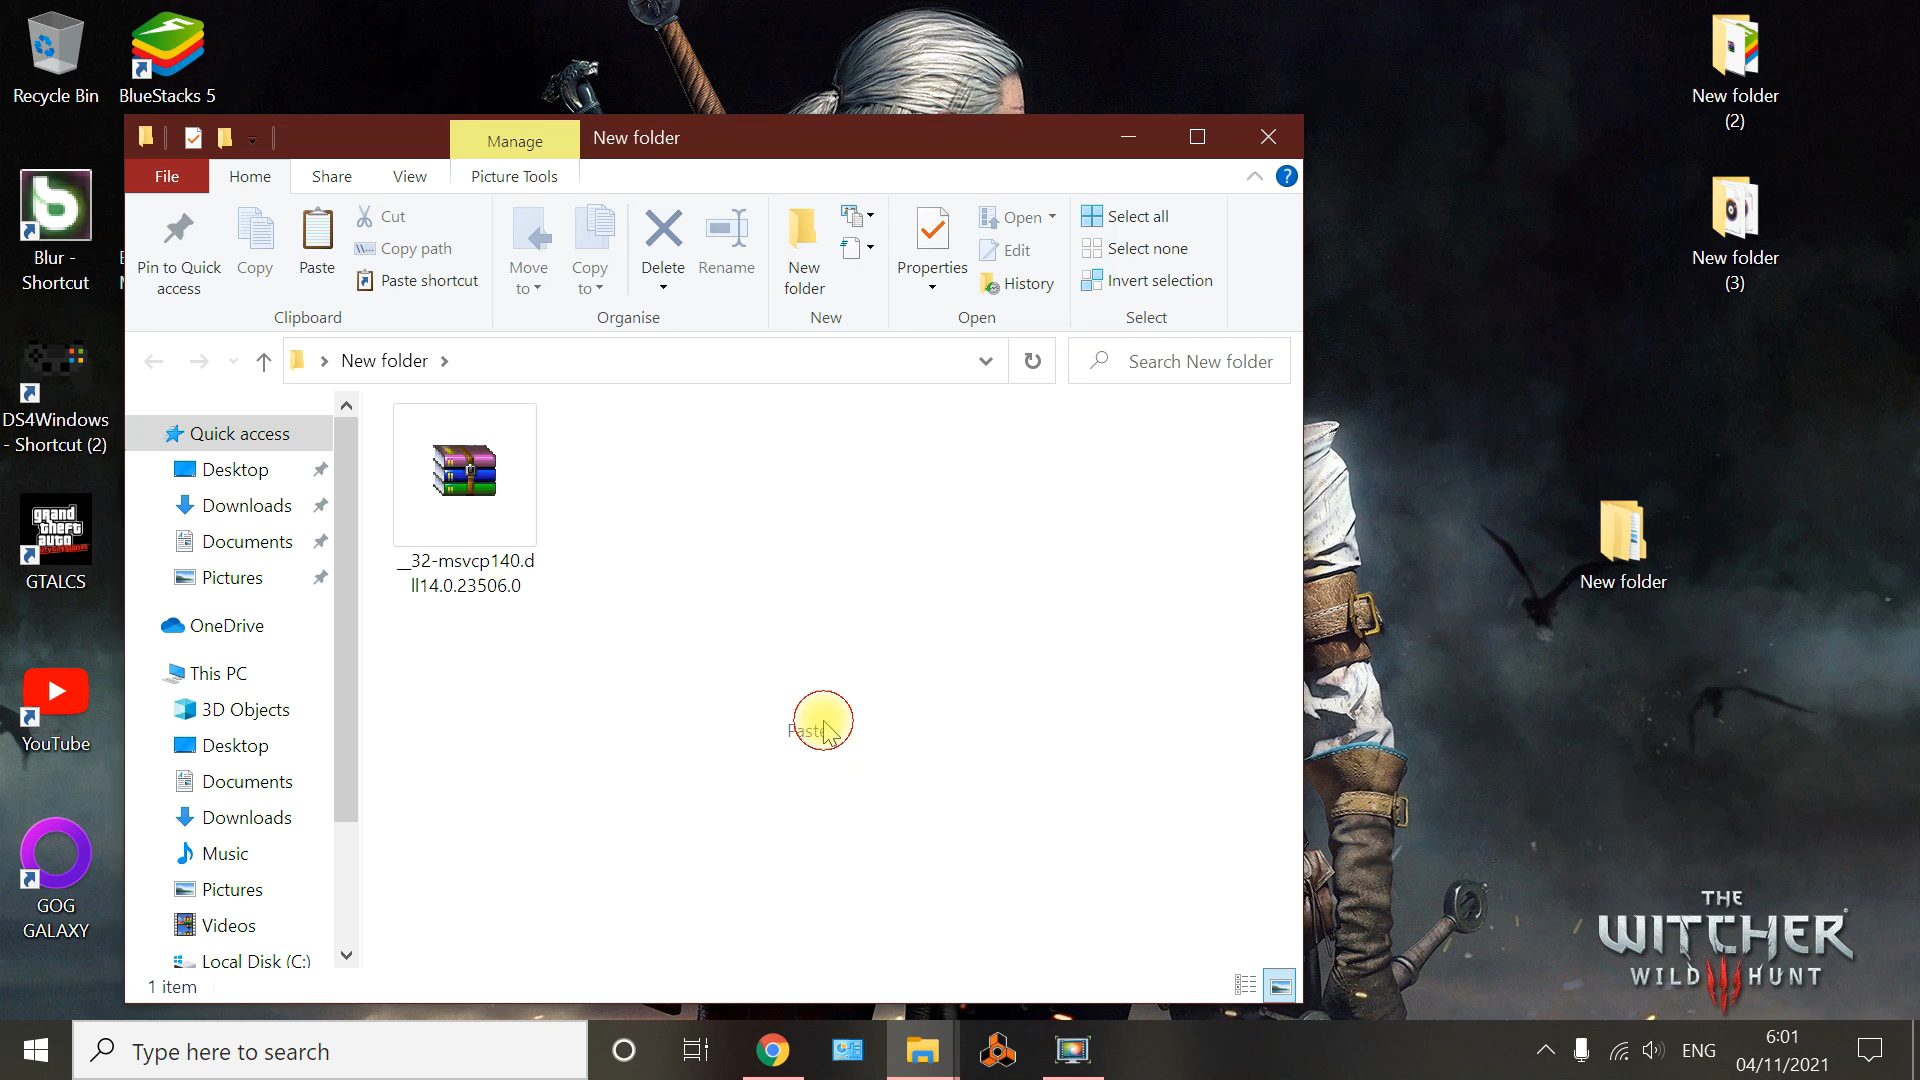 Recycle Bin
BlueStacks 5
New folder
(2)
Manage
New folder
File
Home
Share
View
Picture Tools
Pin to Quick
access
Copy
Paste
Cut
Copy path
Paste shortcut
Clipboard
Move
to
Copy
to
Delete
Rename
Organise
New
folder
New
Properties
Open
Edit
History
Open
Select all
Select none
Invert selection
Select
Blur -
Shortcut
New folder
(3)
New folder
Search New folder
DS4Windows
- Shortcut (2)
Quick access
Desktop
Downloads
Documents
Pictures
OneDrive
This PC
3D Objects
Desktop
Documents
Downloads
Music
Pictures
Videos
Local Disk (C:)
__32-msvcp140.d
ll14.0.23506.0
Paste
grand
theft
auto
GTALCS
New folder
YouTube
GOG
GALAXY
1 item
THE
WITCHER
WILD HUNT
Type here to search
ENG
6:01
04/11/2021